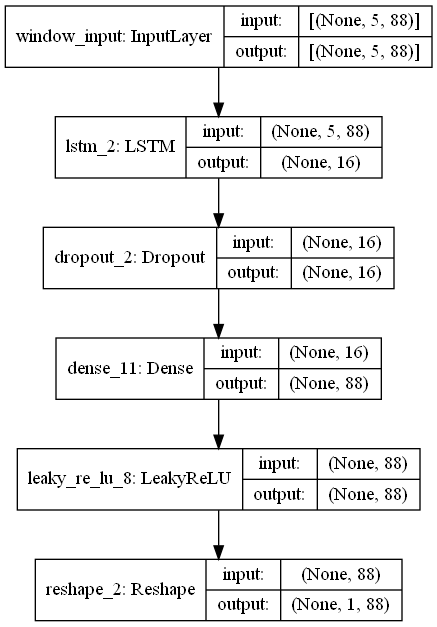 window_input: InputLayer
input:
[(None, 5, 88)]
output:
[(None, 5, 88)]
lstm_2: LSTM
input:
(None, 5, 88)
output:
(None, 16)
dropout_2: Dropout
input:
(None, 16)
output:
(None, 16)
dense_11: Dense
input:
(None, 16)
output:
(None, 88)
leaky_re_lu_8: LeakyReLU
input:
(None, 88)
output:
(None, 88)
reshape_2: Reshape
input:
(None, 88)
output:
(None, 1, 88)